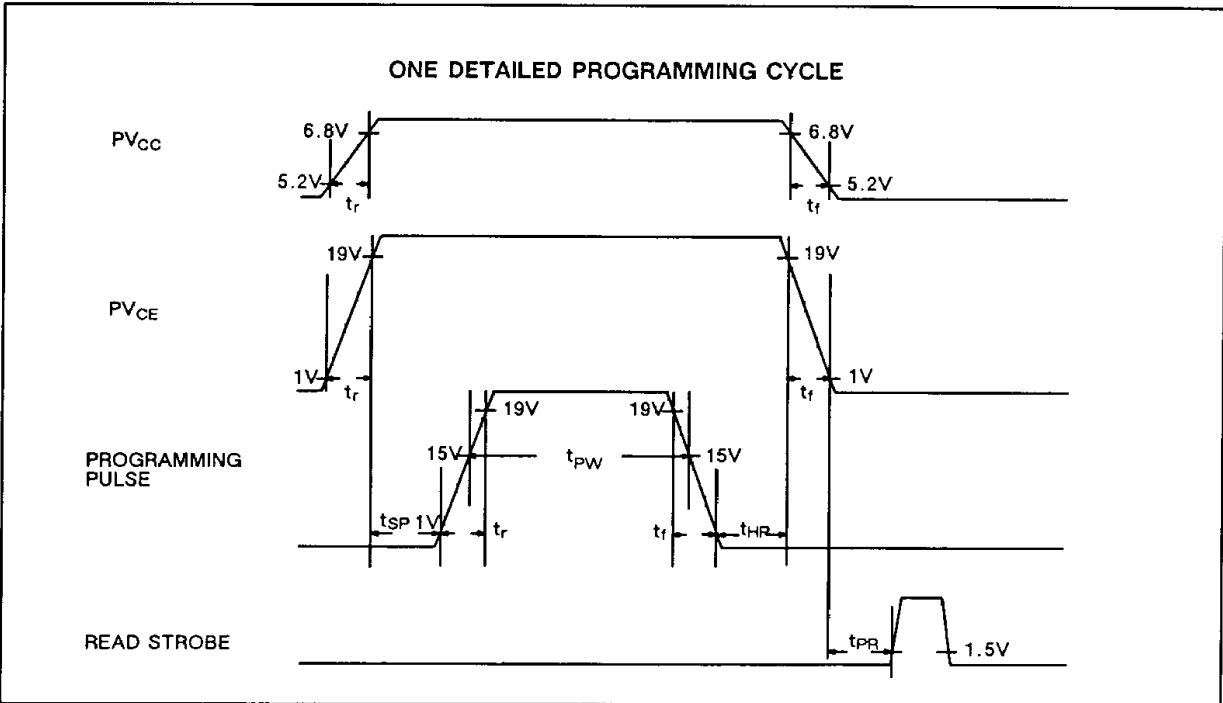 ONE DETAILED PROGRAMMING CYCLE
PVCC
6.8V
6.8V
5.2V
5.2V
tr
tf
PVCE
19V
19V
1V
1V
tr
tf
PROGRAMMING
PULSE
19V
19V
15V
tPW
15V
tSP
1V
tr
tf
tHR
READ STROBE
tPR
1.5V